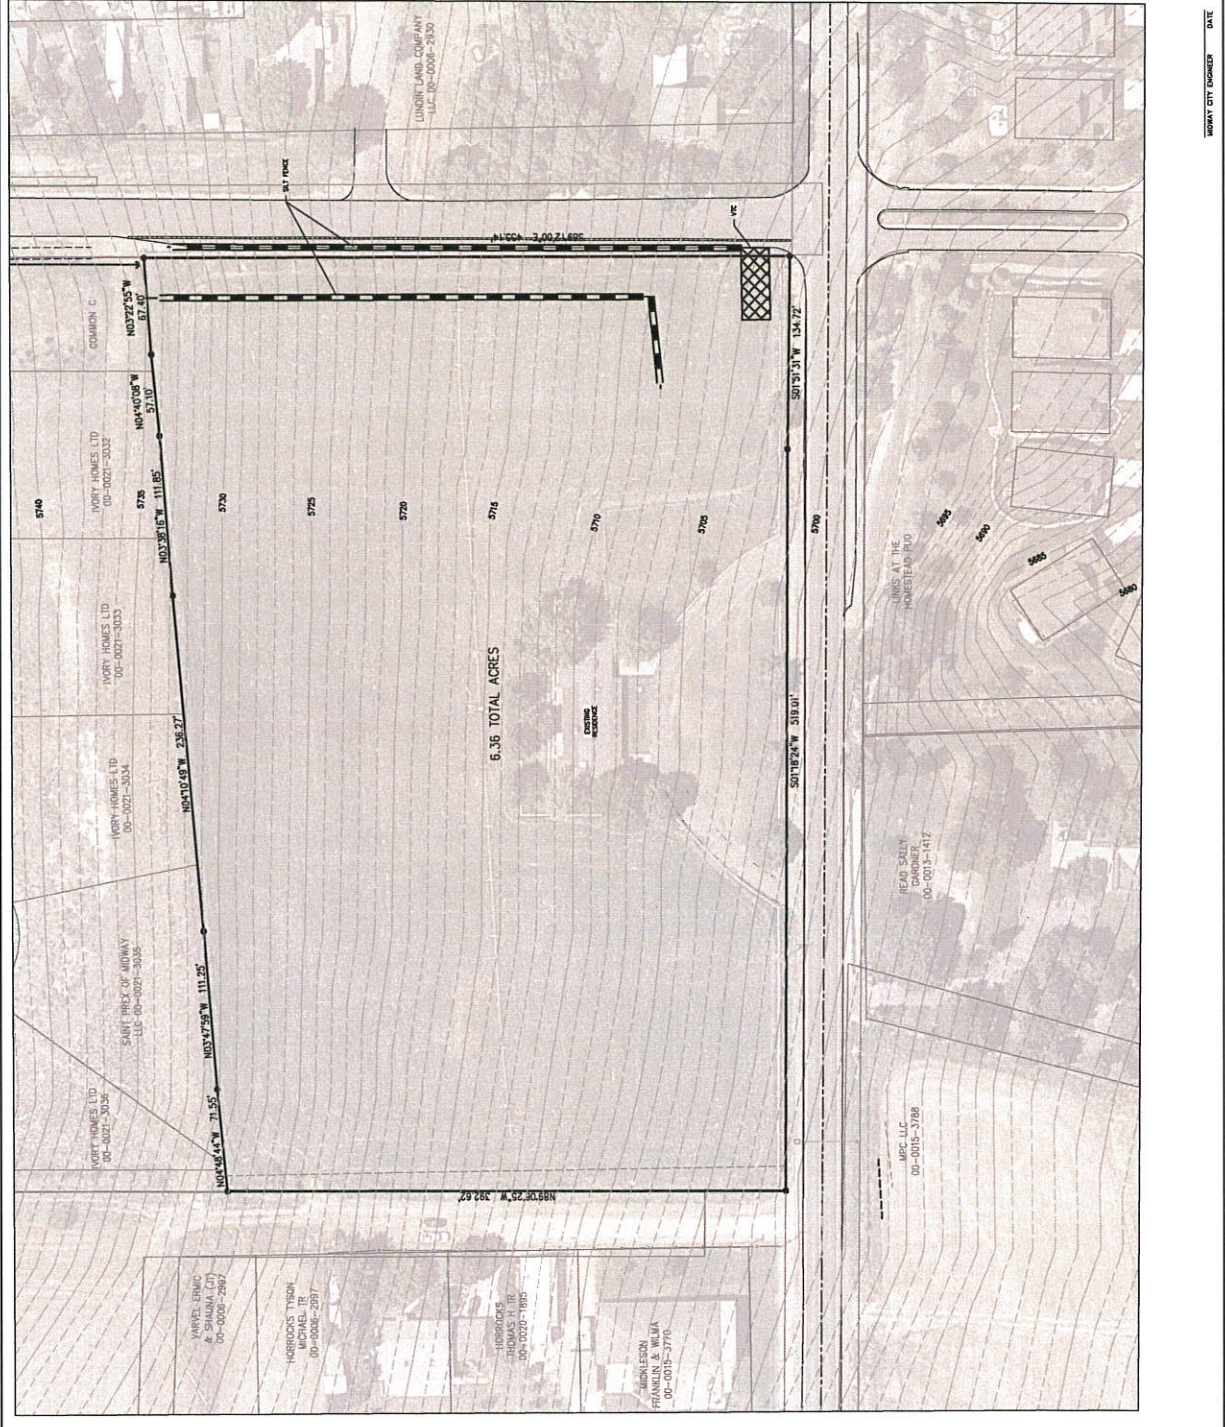 MIDWAY CITY ENGINEER DATE
LUNDIN LAND COMPANY
LLC 00-0006-2930
SILT FENCE
VTC
S89°12'00"E 455.14'
COMMON C
N03°22'55"W
67.40'
N04°40'08"W
57.10'
IVORY HOMES LTD
00-0021-3032
N03°38'16"W 111.85'
IVORY HOMES LTD
00-0021-3033
N04°10'49"W 236.27'
IVORY HOMES LTD
00-0021-3034
SAINT PREX OF MIDWAY
LLC 00-0021-3035
N03°47'59"W 111.25'
IVORY HOMES LTD
00-0021-3036
N04°48'44"W 71.55'
N89°06'25"W 392.62'
S01°51'31"W 134.72'
S01°18'24"W 519.01'
5740
5735
5730
5725
5720
5715
5710
5705
5700
5695
5690
5685
5680
6.36 TOTAL ACRES
EXISTING
RESIDENCE
LINKS AT THE
HOMESTEAD PUD
READ SALLY
GARDNER
00-0013-1412
MPC LLC
00-0015-3788
VARVEL ERMIC
& SHAUNA (JT)
00-0006-2997
HORROCKS TYSON
MICHAEL TR
00-0006-2997
HORROCKS
THOMAS H TR
00-0020-1895
MICKLESON
FRANKLIN & WILMA
00-0015-3770